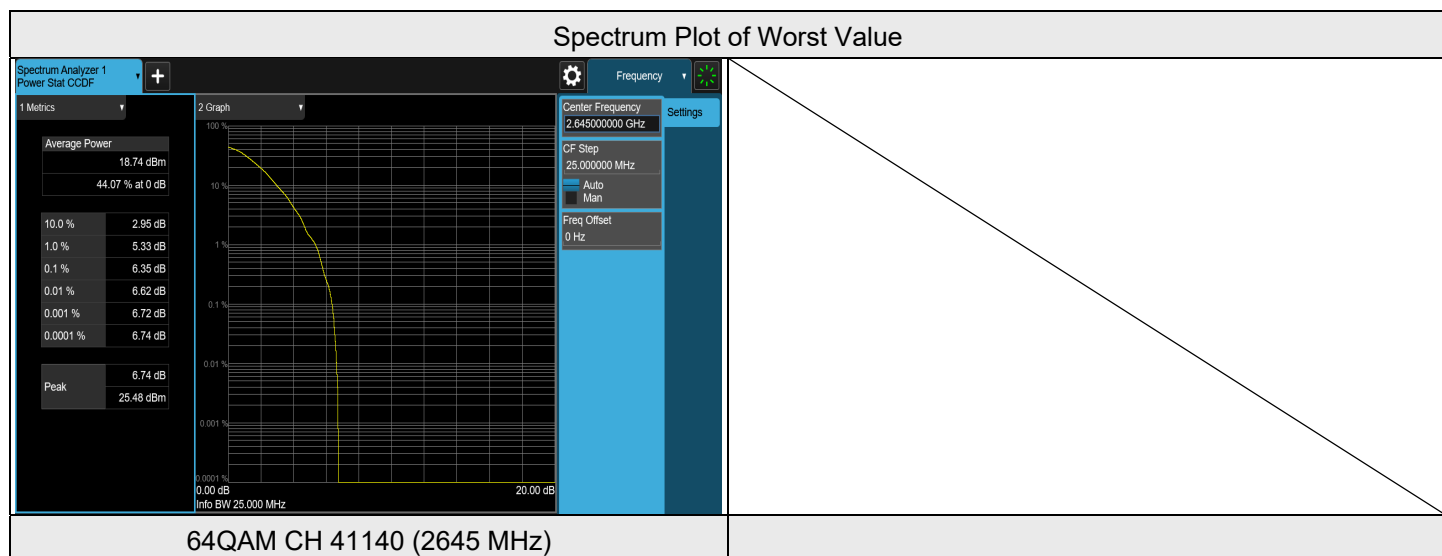 Spectrum Plot of Worst Value
Spectrum Analyzer 1
Power Stat CCDF
+
Frequency
1 Metrics
2 Graph
Average Power
18.74 dBm
44.07 % at 0 dB
10.0 % 2.95 dB
1.0 % 5.33 dB
0.1 % 6.35 dB
0.01 % 6.62 dB
0.001 % 6.72 dB
0.0001 % 6.74 dB
Peak 6.74 dB
25.48 dBm
100 %
10 %
1 %
0.1 %
0.01 %
0.001 %
0.0001 %
0.00 dB 20.00 dB
Info BW 25.000 MHz
Center Frequency
2.645000000 GHz
Settings
CF Step
25.000000 MHz
Auto
Man
Freq Offset
0 Hz
64QAM CH 41140 (2645 MHz)